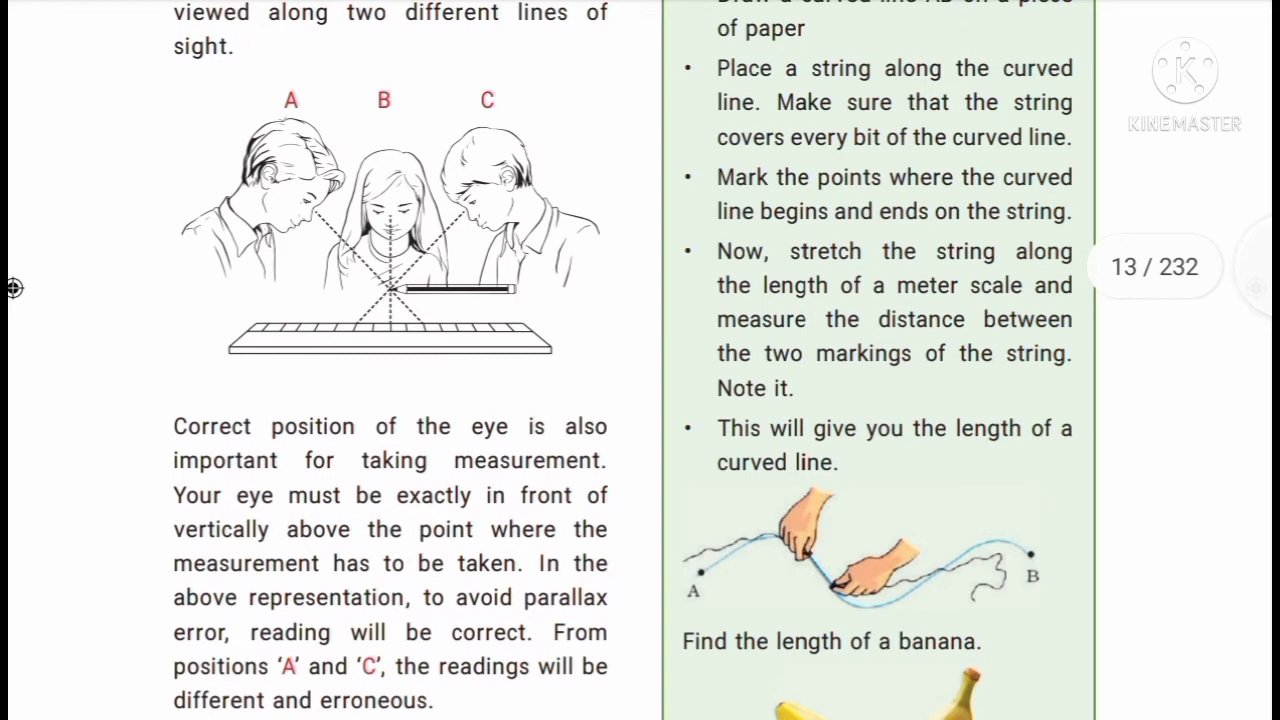 viewed along two different lines of
sight.
A B C
Correct position of the eye is also
important for taking measurement.
Your eye must be exactly in front of
vertically above the point where the
measurement has to be taken. In the
above representation, to avoid parallax
error, reading will be correct. From
positions ‘A’ and ‘C’, the readings will be
different and erroneous.
Draw a curved line AB on a piece
of paper
• Place a string along the curved
line. Make sure that the string
covers every bit of the curved line.
• Mark the points where the curved
line begins and ends on the string.
• Now, stretch the string along
the length of a meter scale and
measure the distance between
the two markings of the string.
Note it.
• This will give you the length of a
curved line.
A
B
Find the length of a banana.
K
KINEMASTER
13 / 232